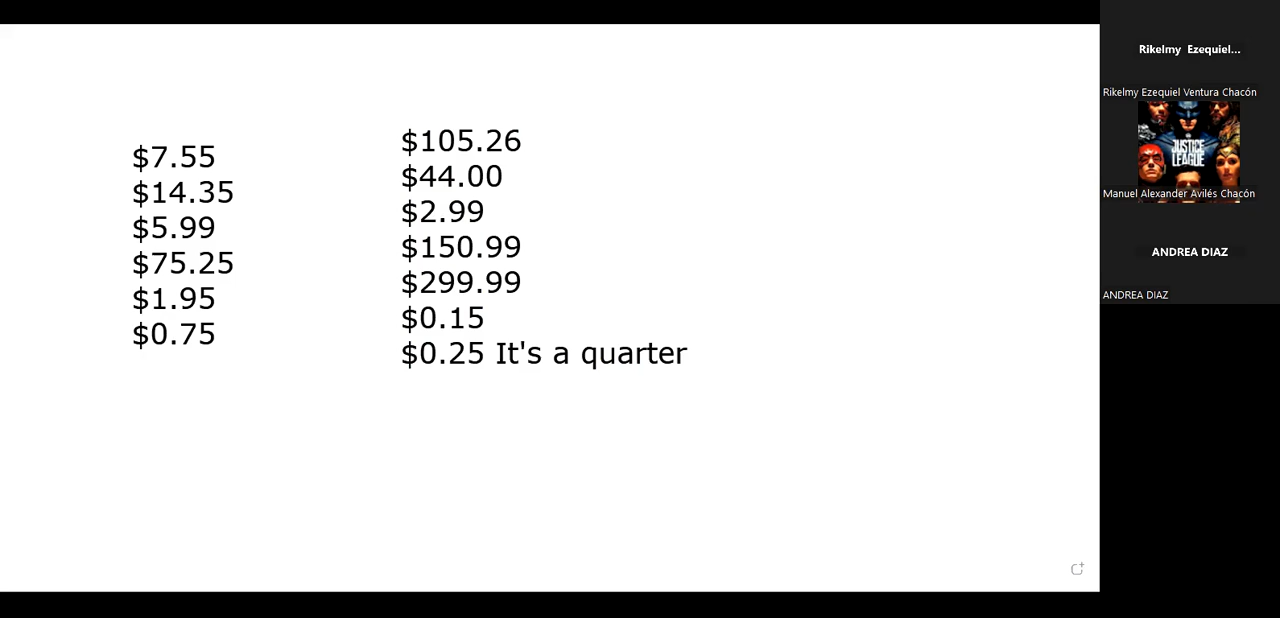 $7.55
$14.35
$5.99
$75.25
$1.95
$0.75
$105.26
$44.00
$2.99
$150.99
$299.99
$0.15
$0.25 It's a quarter
Rikelmy Ezequiel...
Rikelmy Ezequiel Ventura Chacón
JUSTICE
LEAGUE
Manuel Alexander Avilés Chacón
ANDREA DIAZ
ANDREA DIAZ